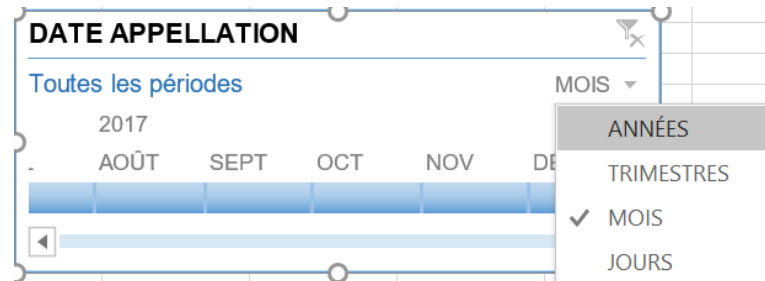 DATE APPELLATION
Toutes les périodes MOIS
2017
AOÛT SEPT OCT NOV
ANNÉES
TRIMESTRES
MOIS
JOURS